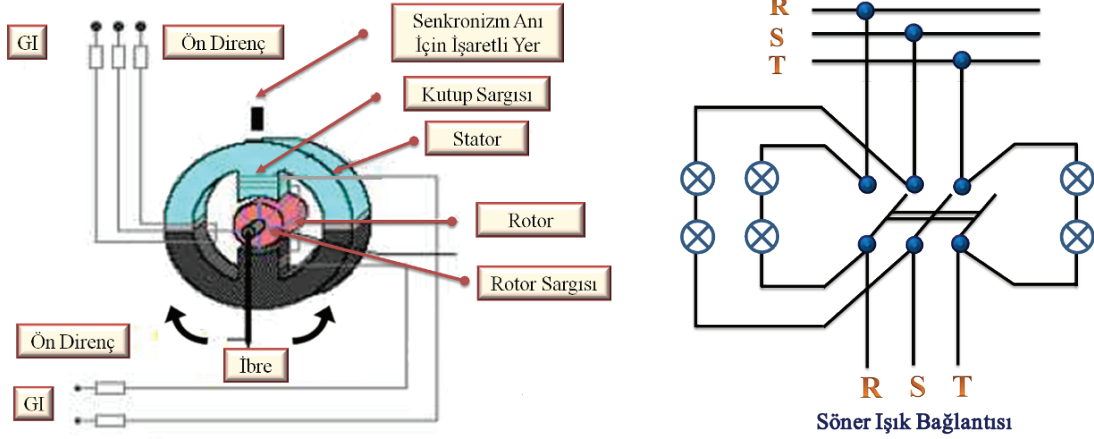 GI
Ön Direnç
Senkronizm Anı
İçin İşaretli Yer
Kutup Sargısı
Stator
Rotor
Rotor Sargısı
Ön Direnç
İbre
GI
R
S
T
R S T
Söner Işık Bağlantısı